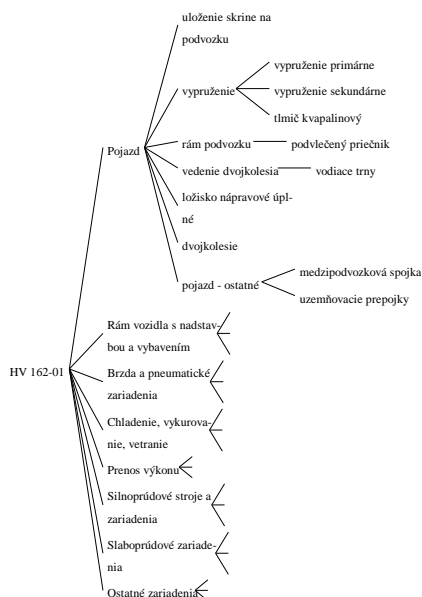 uloženie skrine na
podvozku
vypruženie primárne
vypruženie
vypruženie sekundárne
tlmič kvapalinový
Pojazd
rám podvozku
podvlečený priečnik
vedenie dvojkolesia
vodiace trny
ložisko nápravové úpl-
né
dvojkolesie
medzipodvozková spojka
pojazd - ostatné
uzemňovacie prepojky
Rám vozidla s nadstav-
bou a vybavením
HV 162-01
Brzda a pneumatické
zariadenia
Chladenie, vykurova-
nie, vetranie
Prenos výkonu
Silnoprúdové stroje a
zariadenia
Slaboprúdové zariade-
nia
Ostatné zariadenia